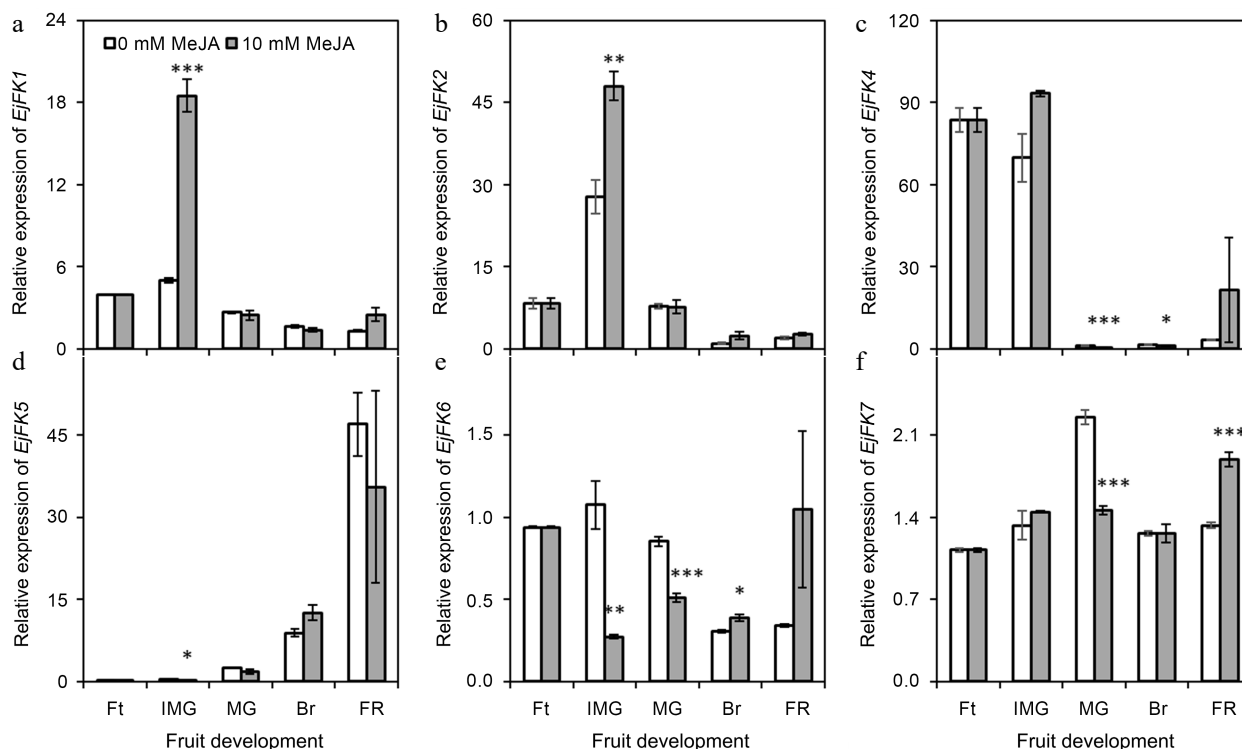 a
Relative expression of EjFK1
24
18
12
6
0
0 mM MeJA 10 mM MeJA
***
b
Relative expression of EjFK2
60
45
30
15
0
**
c
Relative expression of EjFK4
120
90
60
30
0
***
*
d
Relative expression of EjFK5
45
30
15
0
*
Ft IMG MG Br FR
Fruit development
e
Relative expression of EjFK6
1.5
1.0
0.5
0.0
**
***
*
Ft IMG MG Br FR
Fruit development
f
Relative expression of EjFK7
2.1
1.4
0.7
0.0
***
***
Ft IMG MG Br FR
Fruit development